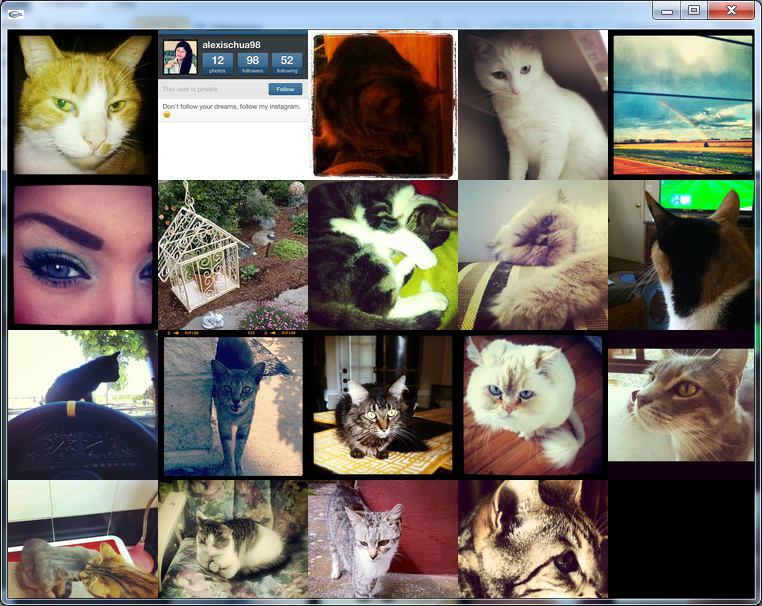 alexischua98
12 98 52
photos followers following
This user is private Follow
Don't follow your dreams, follow my instagram.